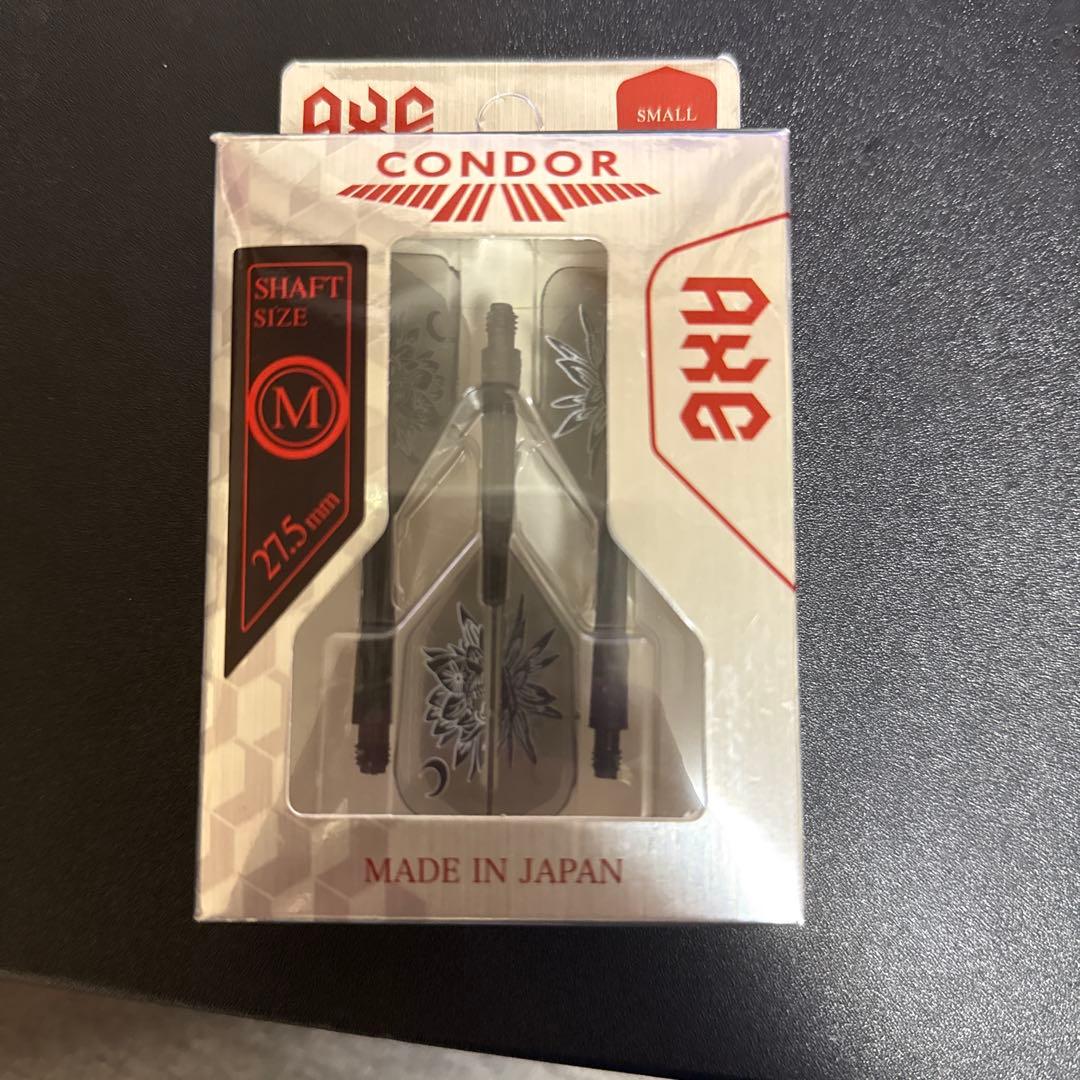 AXE
SMALL
CONDOR
SHAFT
SIZE
M
27.5mm
AXE
MADE IN JAPAN